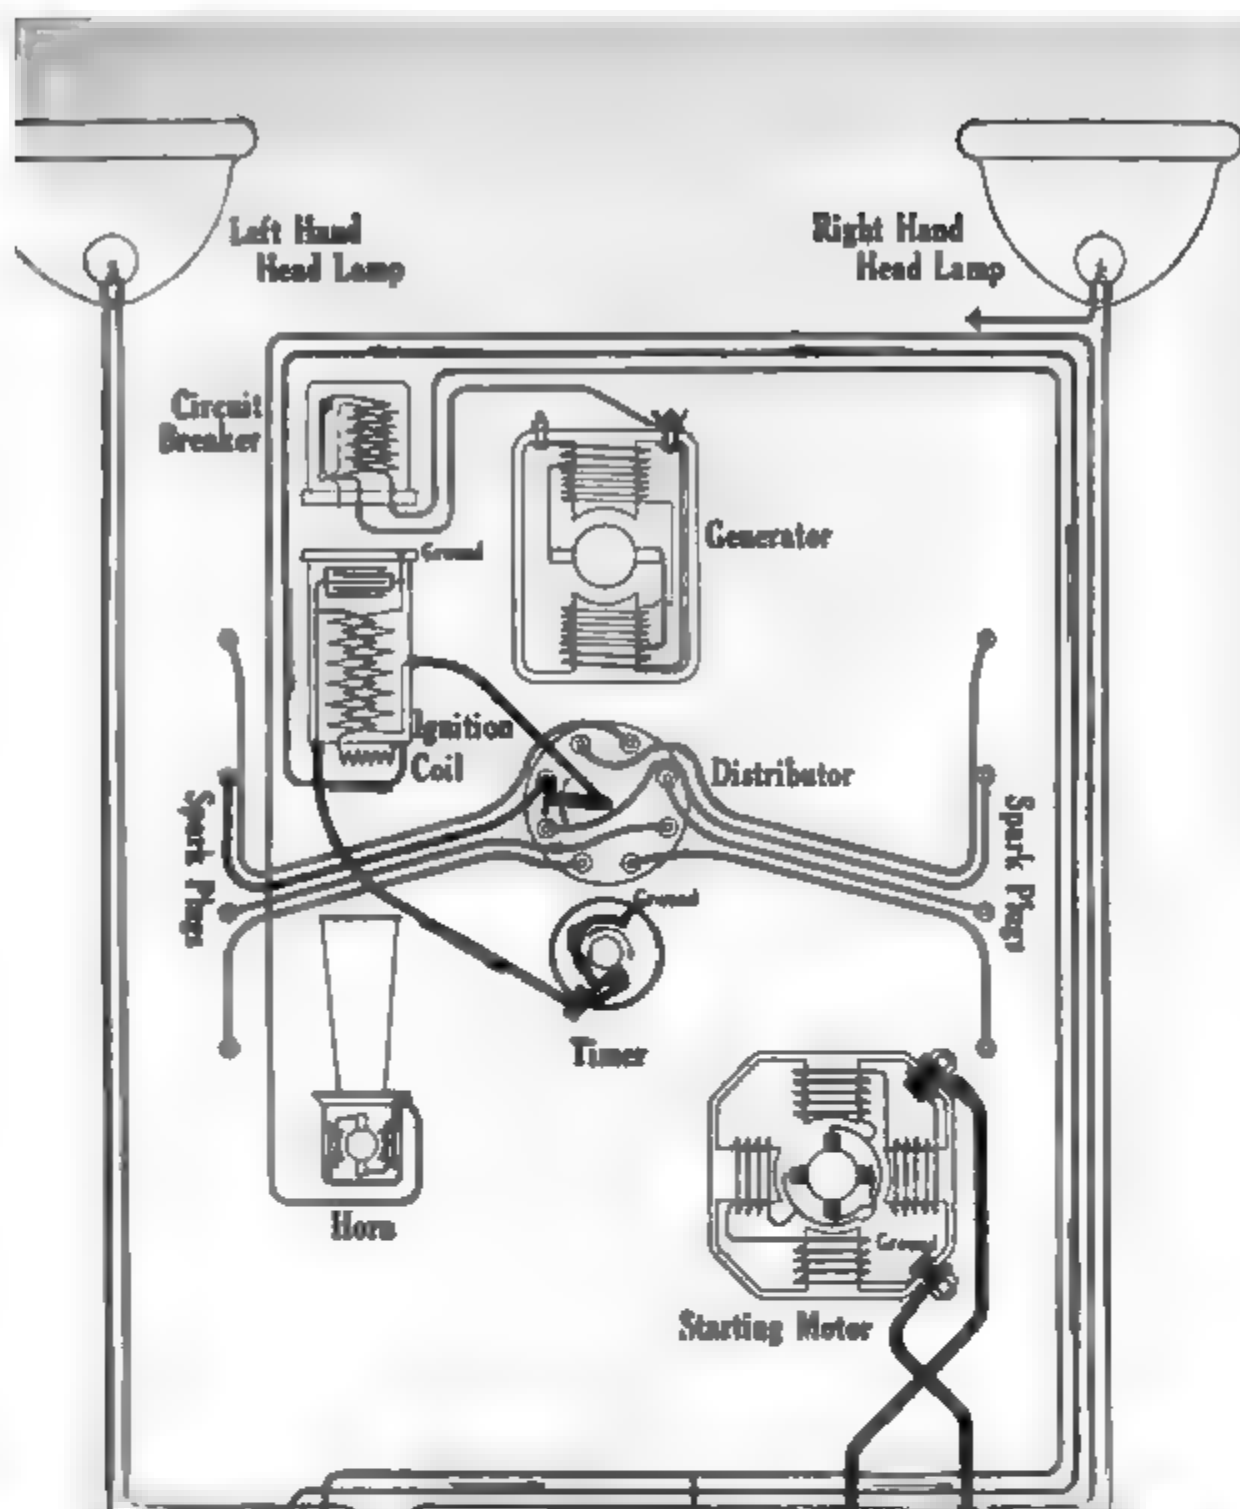 Left Hand
Head Lamp
Right Hand
Head Lamp
Circuit
Breaker
Ground
Generator
Ignition
Coil
Distributor
Spark Plugs
Spark Plugs
Ground
Timer
Ground
Horn
Starting Motor